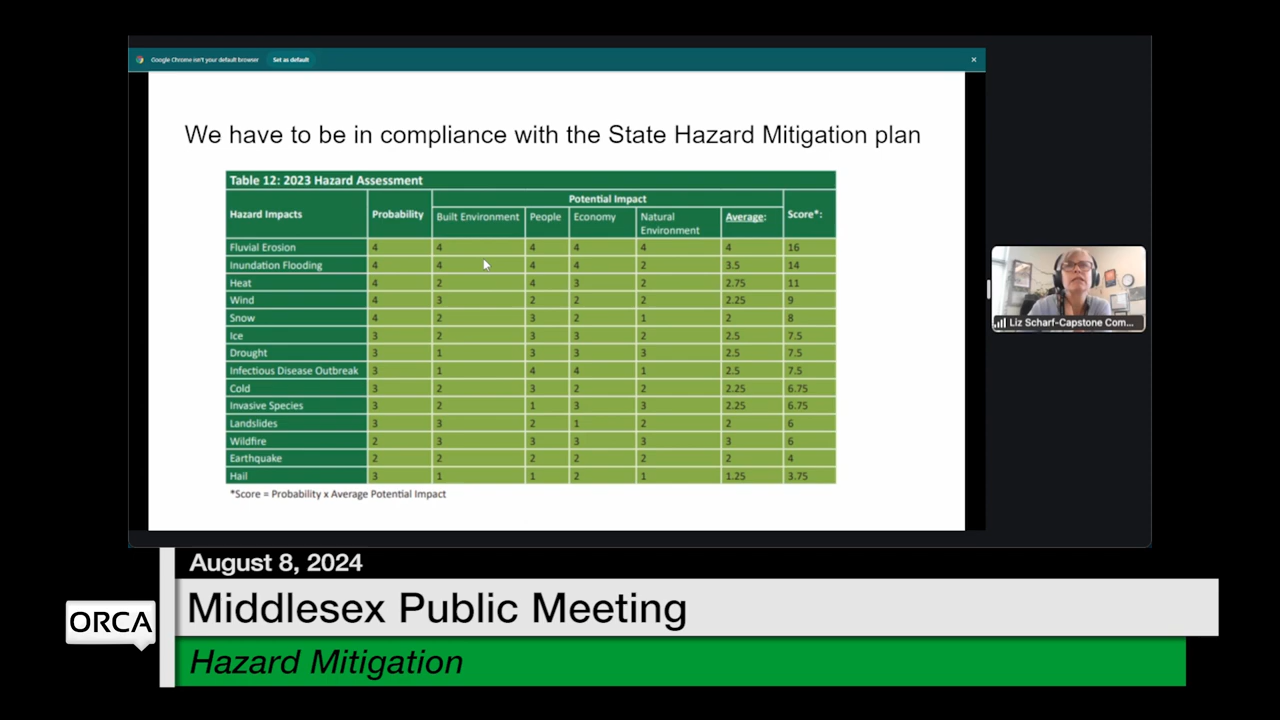 Google Chrome isn't your default browser Set as default
We have to be in compliance with the State Hazard Mitigation plan
Table 12: 2023 Hazard Assessment
Hazard Impacts Probability Potential Impact Score*:
Built Environment People Economy Natural Environment Average:
Fluvial Erosion 4 4 4 4 4 4 16
Inundation Flooding 4 4 4 4 2 3.5 14
Heat 4 2 4 3 2 2.75 11
Wind 4 3 2 2 2 2.25 9
Snow 4 2 3 2 1 2 8
Ice 3 2 3 3 2 2.5 7.5
Drought 3 1 3 3 3 2.5 7.5
Infectious Disease Outbreak 3 1 4 4 1 2.5 7.5
Cold 3 2 3 2 2 2.25 6.75
Invasive Species 3 2 1 3 3 2.25 6.75
Landslides 3 3 2 1 2 2 6
Wildfire 2 3 3 3 3 3 6
Earthquake 2 2 2 2 2 2 4
Hail 3 1 1 2 1 1.25 3.75
*Score = Probability x Average Potential Impact
Liz Scharf-Capstone Com...
August 8, 2024
Middlesex Public Meeting
ORCA
Hazard Mitigation